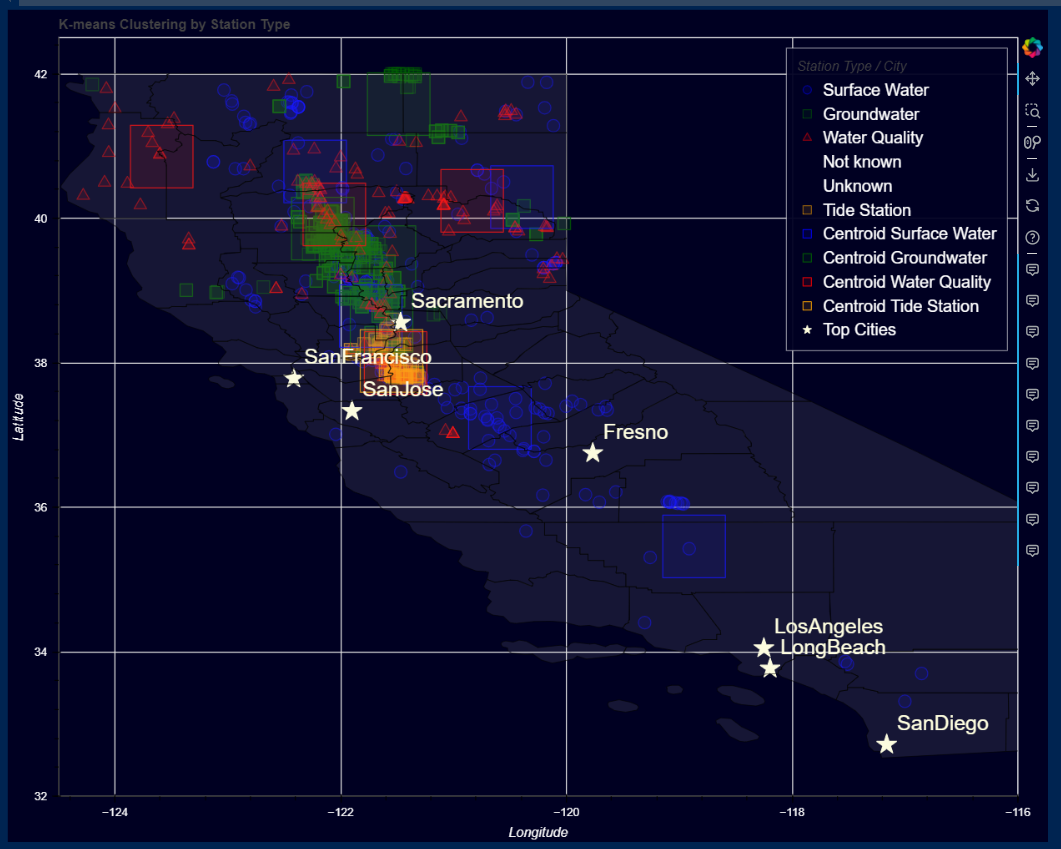 K-means Clustering by Station Type
Station Type / City
Surface Water
Groundwater
Water Quality
Not known
Unknown
Tide Station
Centroid Surface Water
Centroid Groundwater
Centroid Water Quality
Centroid Tide Station
Top Cities
Sacramento
SanFrancisco
SanJose
Fresno
LosAngeles
LongBeach
SanDiego
Latitude
42
40
38
36
34
32
−124
−122
−120
−118
−116
Longitude